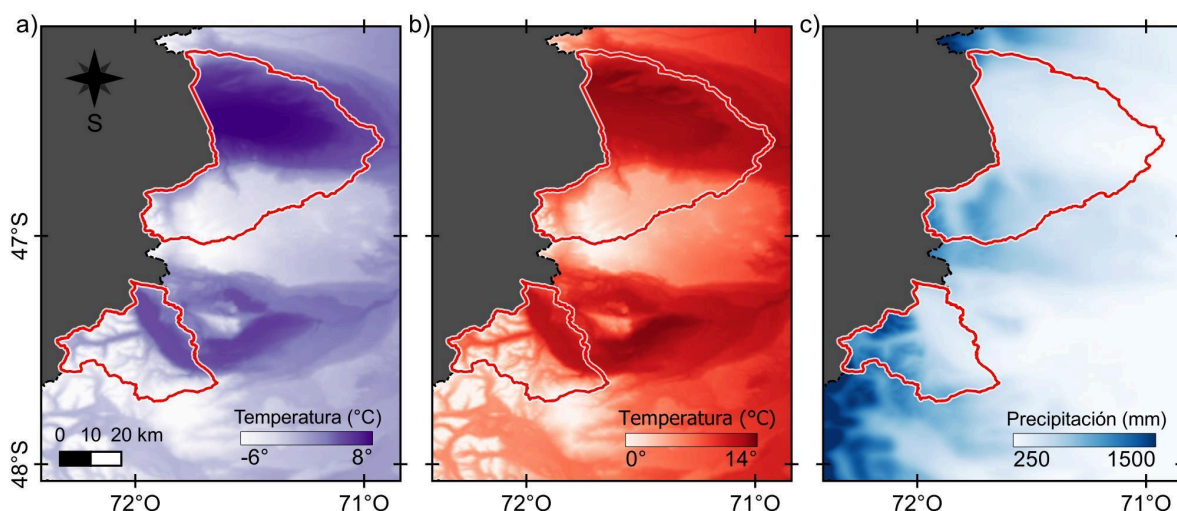 a)
b)
c)
S
47°S
48°S
Temperatura (°C)
-6°
8°
0 10 20 km
Temperatura (°C)
0°
14°
Precipitación (mm)
250
1500
72°O
71°O
72°O
71°O
72°O
71°O